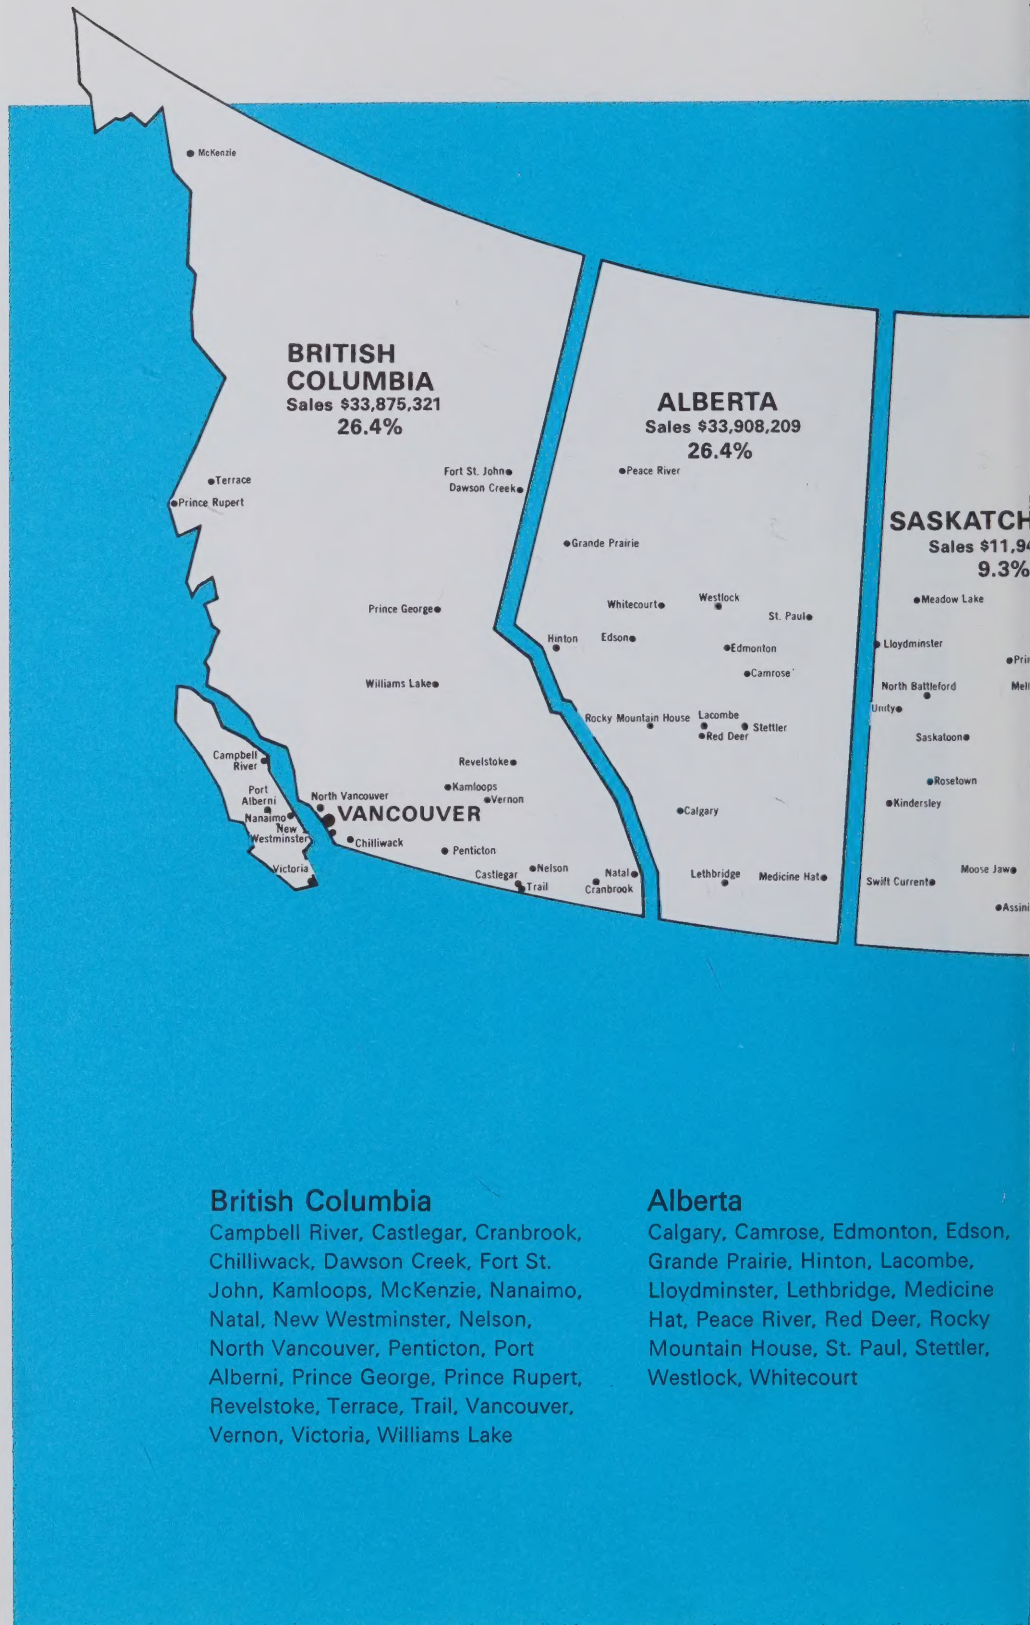 McKenzie
BRITISH
COLUMBIA
Sales $33,875,321
26.4%
ALBERTA
Sales $33,908,209
26.4%
Fort St. John
Dawson Creek
Peace River
Terrace
Prince Rupert
SASKATCH
Sales $11,94
9.3%
Grande Prairie
Meadow Lake
Prince George
Whitecourt
Westlock
St. Paul
Hinton
Edson
Edmonton
Lloydminster
Camrose
Prin
Williams Lake
North Battleford
Mel
Unity
Rocky Mountain House
Lacombe
Stettler
Red Deer
Saskatoon
Campbell
River
Revelstoke
Rosetown
Port
Alberni
North Vancouver
Kamloops
Vernon
Kindersley
Nanaimo
VANCOUVER
Calgary
New
Westminster
Chilliwack
Penticton
Victoria
Castlegar
Nelson
Trail
Natal
Cranbrook
Lethbridge
Medicine Hat
Swift Current
Moose Jaw
Assini
British Columbia
Campbell River, Castlegar, Cranbrook,
Chilliwack, Dawson Creek, Fort St.
John, Kamloops, McKenzie, Nanaimo,
Natal, New Westminster, Nelson,
North Vancouver, Penticton, Port
Alberni, Prince George, Prince Rupert,
Revelstoke, Terrace, Trail, Vancouver,
Vernon, Victoria, Williams Lake
Alberta
Calgary, Camrose, Edmonton, Edson,
Grande Prairie, Hinton, Lacombe,
Lloydminster, Lethbridge, Medicine
Hat, Peace River, Red Deer, Rocky
Mountain House, St. Paul, Stettler,
Westlock, Whitecourt